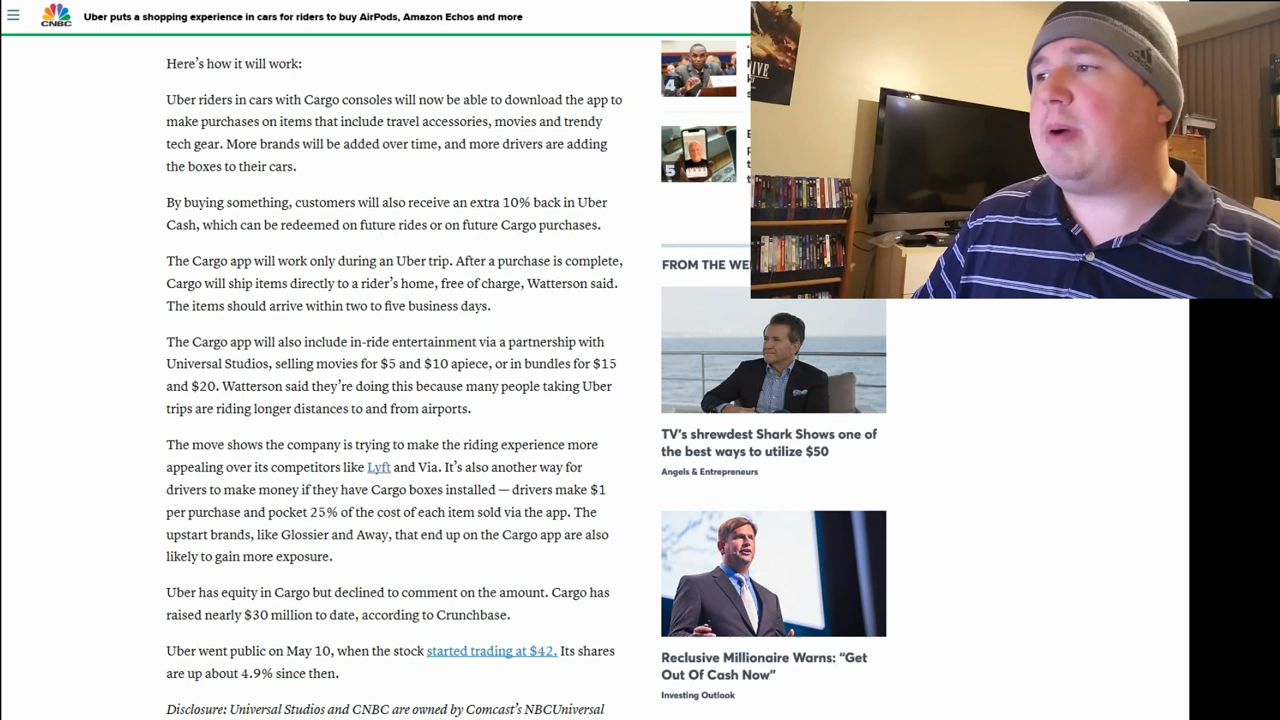 CNBC
Uber puts a shopping experience in cars for riders to buy AirPods, Amazon Echos and more
Here’s how it will work:
Uber riders in cars with Cargo consoles will now be able to download the app to
make purchases on items that include travel accessories, movies and trendy
tech gear. More brands will be added over time, and more drivers are adding
the boxes to their cars.
By buying something, customers will also receive an extra 10% back in Uber
Cash, which can be redeemed on future rides or on future Cargo purchases.
The Cargo app will work only during an Uber trip. After a purchase is complete,
Cargo will ship items directly to a rider’s home, free of charge, Watterson said.
The items should arrive within two to five business days.
The Cargo app will also include in-ride entertainment via a partnership with
Universal Studios, selling movies for $5 and $10 apiece, or in bundles for $15
and $20. Watterson said they’re doing this because many people taking Uber
trips are riding longer distances to and from airports.
The move shows the company is trying to make the riding experience more
appealing over its competitors like Lyft and Via. It’s also another way for
drivers to make money if they have Cargo boxes installed — drivers make $1
per purchase and pocket 25% of the cost of each item sold via the app. The
upstart brands, like Glossier and Away, that end up on the Cargo app are also
likely to gain more exposure.
Uber has equity in Cargo but declined to comment on the amount. Cargo has
raised nearly $30 million to date, according to Crunchbase.
Uber went public on May 10, when the stock started trading at $42. Its shares
are up about 4.9% since then.
Disclosure: Universal Studios and CNBC are owned by Comcast’s NBCUniversal
4
5
FROM THE WE
TV’s shrewdest Shark Shows one of
the best ways to utilize $50
Angels & Entrepreneurs
Reclusive Millionaire Warns: “Get
Out Of Cash Now”
Investing Outlook
adidas